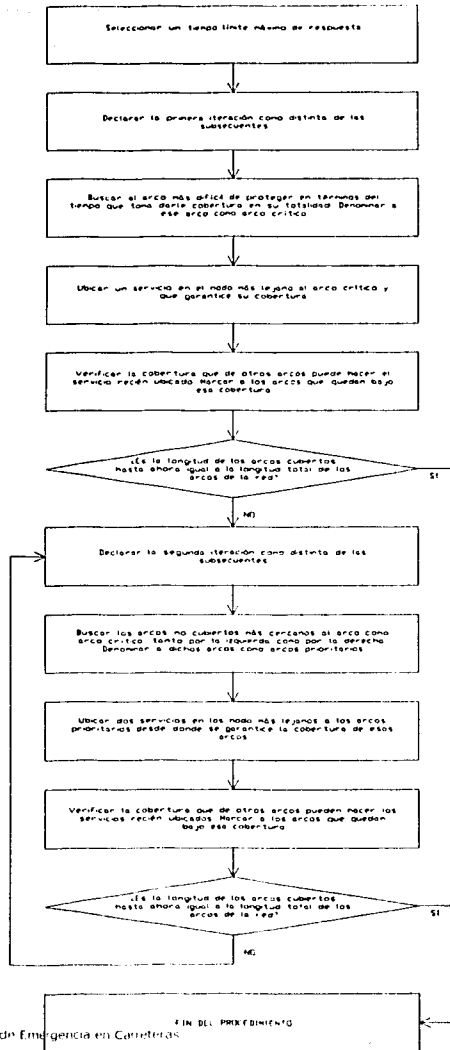 Seleccionar un tiempo límite máximo de respuesta
Declarar la primera iteración como distinta de las
subsecuentes
Buscar al arco más difícil de proteger en términos del
tiempo que toma darle cobertura en su totalidad. Denominar a
ese arco como arco crítico
Ubicar un servicio en el nodo más lejano al arco crítico y
que garantice su cobertura
Verificar la cobertura que de otros arcos puede hacer el
servicio recién ubicado. Marcar a los arcos que quedan bajo
esa cobertura
¿Es la longitud de los arcos cubiertos
hasta ahora igual a la longitud total de los
arcos de la red?
SI
NO
Declarar la segunda iteración como distinta de las
subsecuentes
Buscar los arcos no cubiertos más cercanos al arco como
arco crítico, tanto por la izquierda como por la derecha.
Denominar a dichos arcos como arcos prioritarios
Ubicar dos servicios en los nodo más lejanos a los arcos
prioritarios desde donde se garantice la cobertura de esos
arcos
Verificar la cobertura que de otros arcos pueden hacer los
servicios recién ubicados. Marcar a los arcos que quedan
bajo esa cobertura
¿Es la longitud de los arcos cubiertos
hasta ahora igual a la longitud total de los
arcos de la red?
SI
NO
FIN DEL PROCEDIMIENTO
de Emergencia en Carreteras